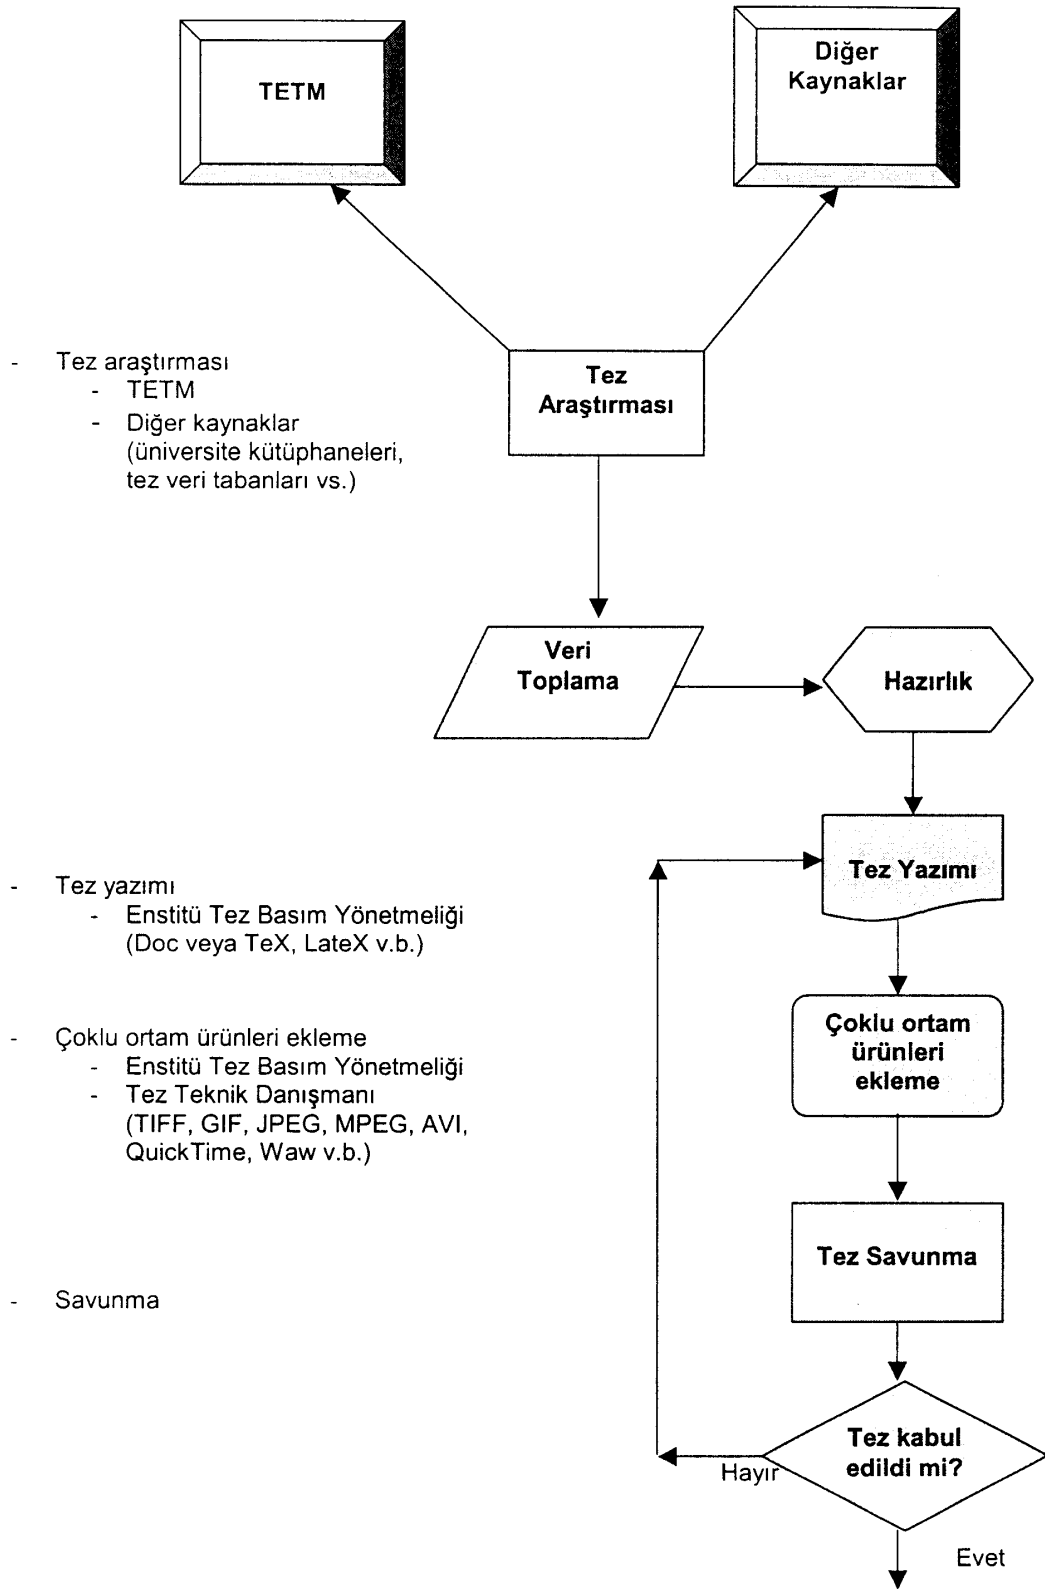 TETM
Diğer
Kaynaklar
- Tez araştırması
- TETM
- Diğer kaynaklar
(üniversite kütüphaneleri,
tez veri tabanları vs.)
Tez
Araştırması
Veri
Toplama
Hazırlık
Tez Yazımı
- Tez yazımı
- Enstitü Tez Basım Yönetmeliği
(Doc veya TeX, LateX v.b.)
- Çoklu ortam ürünleri ekleme
- Enstitü Tez Basım Yönetmeliği
- Tez Teknik Danışmanı
(TIFF, GIF, JPEG, MPEG, AVI,
QuickTime, Waw v.b.)
Çoklu ortam
ürünleri
ekleme
Tez Savunma
- Savunma
Tez kabul
edildi mi?
Hayır
Evet